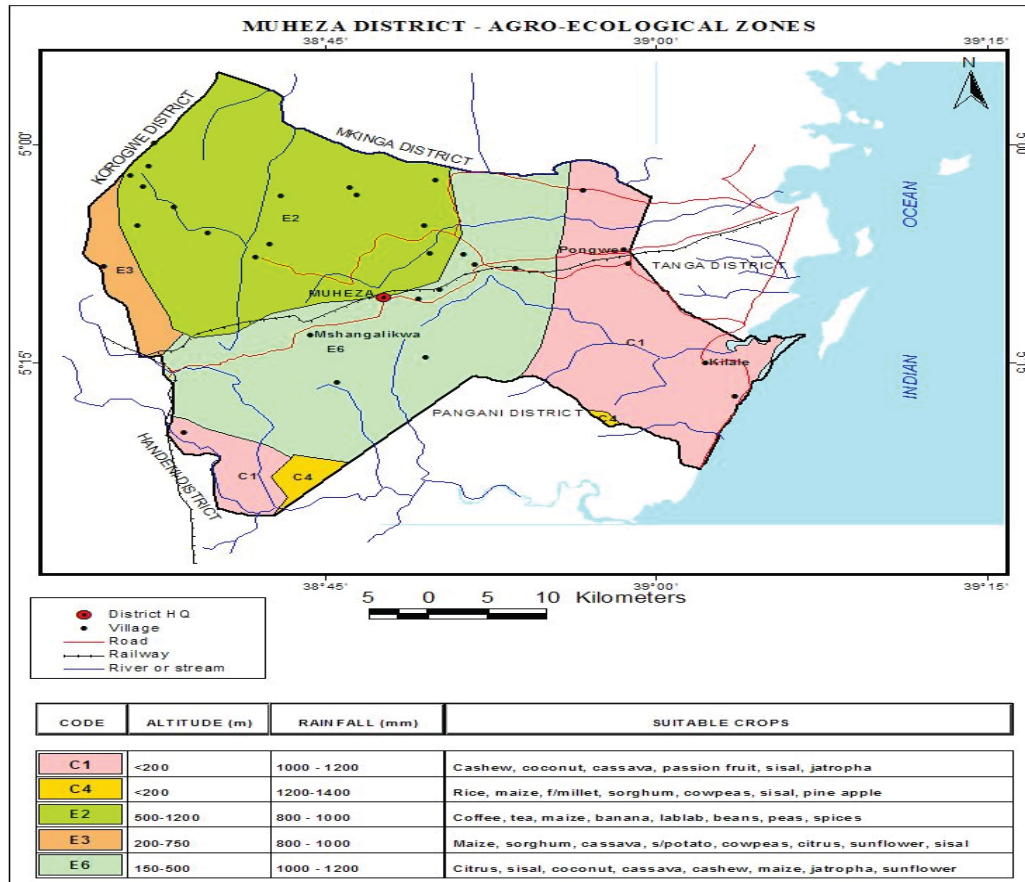 MUHEZA DISTRICT - AGRO-ECOLOGICAL ZONES
38°45' 39°00' 39°15'
N
KOROGWE DISTRICT
MKINGA DISTRICT
5°00'
OCEAN
E2
Pongwe
TANGA DISTRICT
E3
MUHEZA
Mshangalikwa
E6
C1
5°15'
Kifale
INDIAN
PANGANI DISTRICT
C4
HANDENI DISTRICT
C1
C4
38°45' 39°00' 39°15'
5 0 5 10 Kilometers
District HQ
Village
Road
Railway
River or stream
CODE ALTITUDE (m) RAINFALL (mm) SUITABLE CROPS
C1 <200 1000 - 1200 Cashew, coconut, cassava, passion fruit, sisal, jatropha
C4 <200 1200-1400 Rice, maize, f/millet, sorghum, cowpeas, sisal, pine apple
E2 500-1200 800 - 1000 Coffee, tea, maize, banana, lablab, beans, peas, spices
E3 200-750 800 - 1000 Maize, sorghum, cassava, s/potato, cowpeas, citrus, sunflower, sisal
E6 150-500 1000 - 1200 Citrus, sisal, coconut, cassava, cashew, maize, jatropha, sunflower